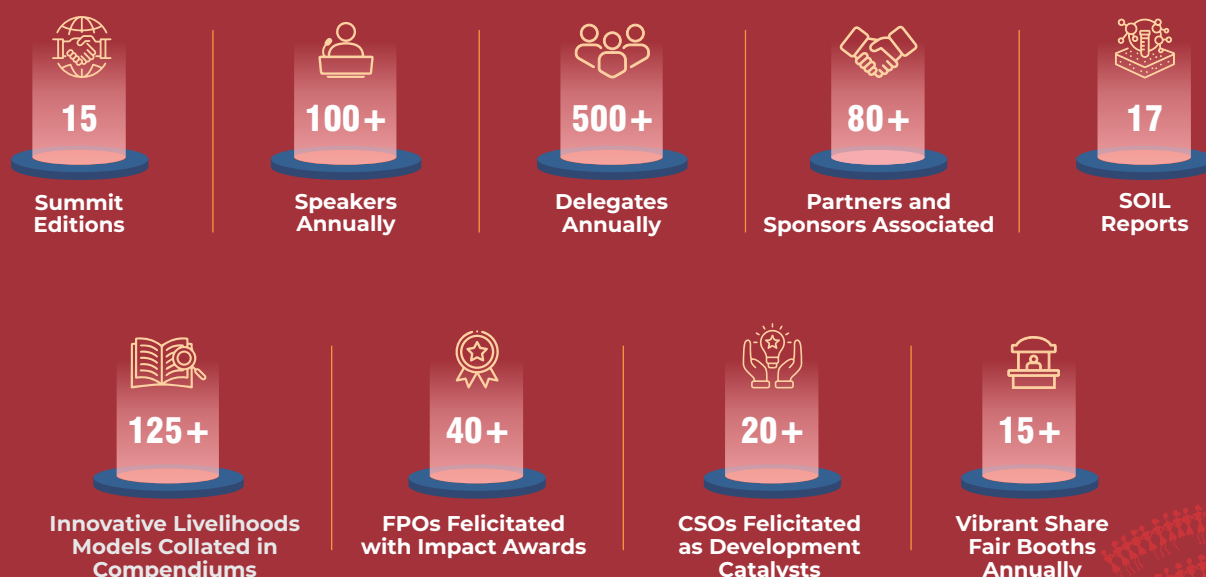 15
Summit
Editions
100+
Speakers
Annually
500+
Delegates
Annually
80+
Partners and
Sponsors Associated
17
SOIL
Reports
125+
Innovative Livelihoods
Models Collated in
Compendiums
40+
FPOs Felicitated
with Impact Awards
20+
CSOs Felicitated
as Development
Catalysts
15+
Vibrant Share
Fair Booths
Annually